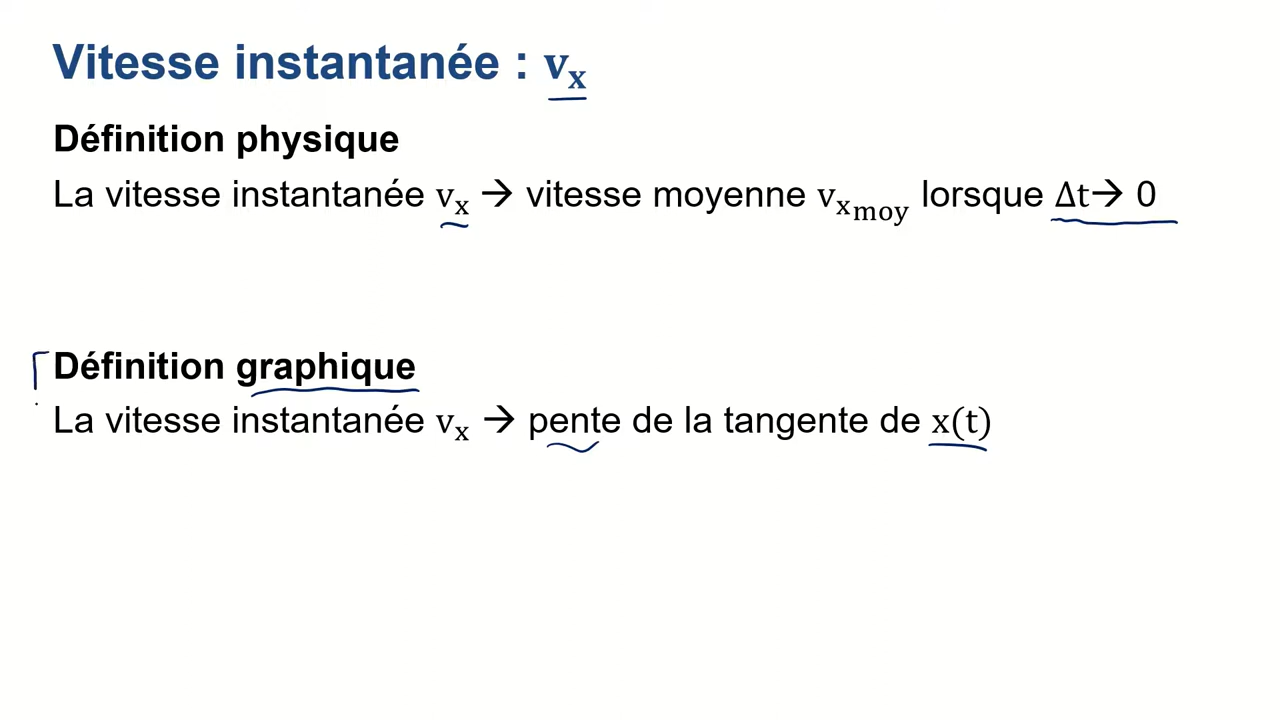 Vitesse instantanée : vₓ
Définition physique
La vitesse instantanée vₓ → vitesse moyenne vₓₘₒᵧ lorsque Δt→ 0
Définition graphique
La vitesse instantanée vₓ → pente de la tangente de x(t)